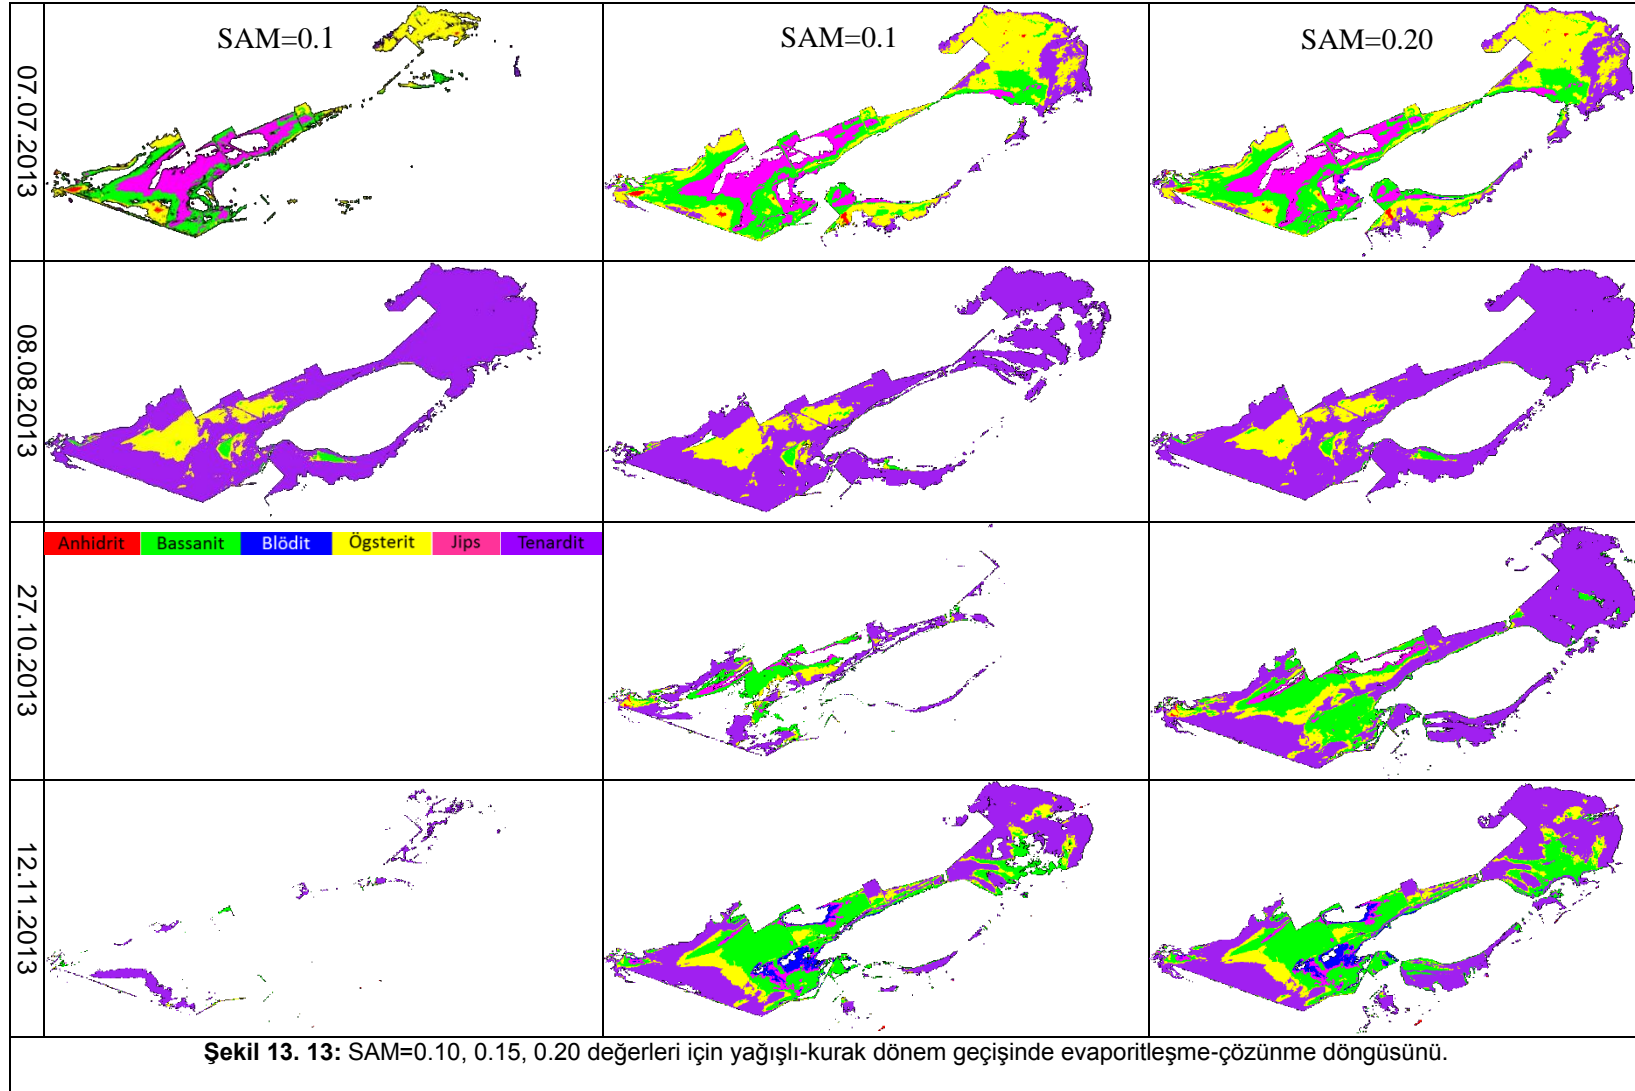 SAM=0.1
SAM=0.1
SAM=0.20
07.07.2013
08.08.2013
27.10.2013
Anhidrit Bassanit Blödit Ögsterit Jips Tenardit
12.11.2013
Şekil 13. 13: SAM=0.10, 0.15, 0.20 değerleri için yağışlı-kurak dönem geçişinde evaporitleşme-çözünme döngüsünü.